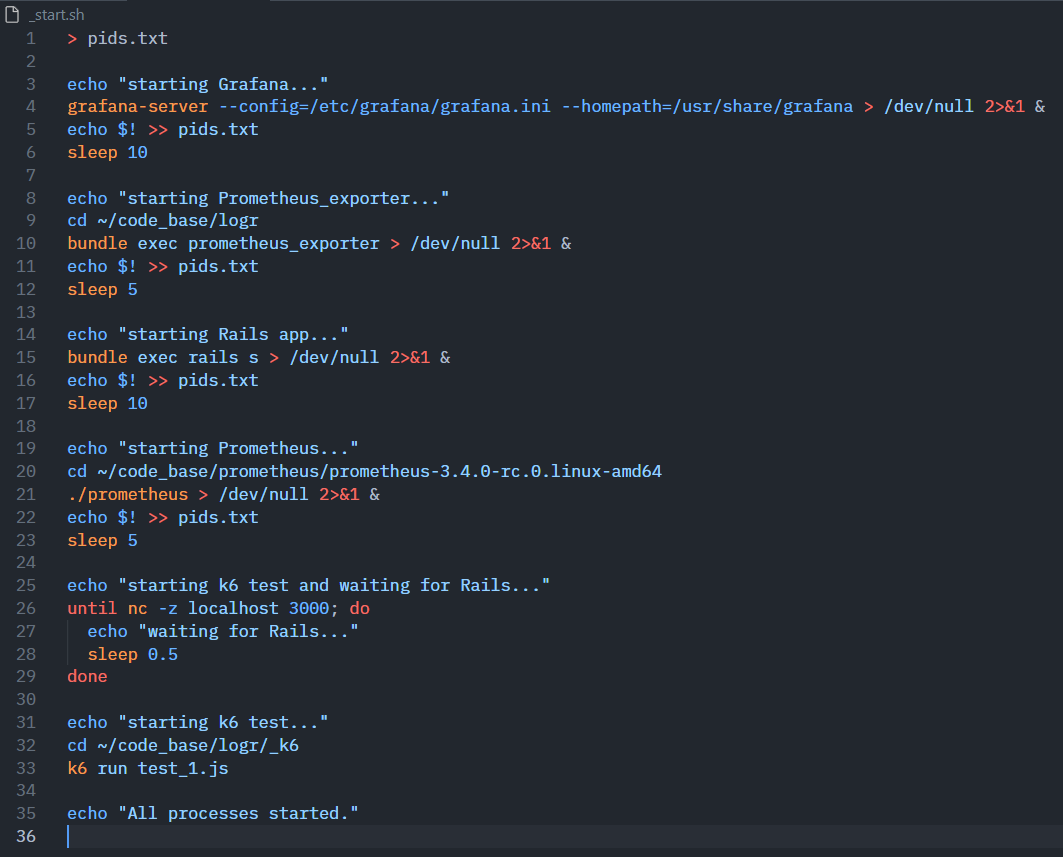 _start.sh
1 > pids.txt
2
3 echo "starting Grafana..."
4 grafana-server --config=/etc/grafana/grafana.ini --homepath=/usr/share/grafana > /dev/null 2>&1 &
5 echo $! >> pids.txt
6 sleep 10
7
8 echo "starting Prometheus_exporter..."
9 cd ~/code_base/logr
10 bundle exec prometheus_exporter > /dev/null 2>&1 &
11 echo $! >> pids.txt
12 sleep 5
13
14 echo "starting Rails app..."
15 bundle exec rails s > /dev/null 2>&1 &
16 echo $! >> pids.txt
17 sleep 10
18
19 echo "starting Prometheus..."
20 cd ~/code_base/prometheus/prometheus-3.4.0-rc.0.linux-amd64
21 ./prometheus > /dev/null 2>&1 &
22 echo $! >> pids.txt
23 sleep 5
24
25 echo "starting k6 test and waiting for Rails..."
26 until nc -z localhost 3000; do
27   echo "waiting for Rails..."
28   sleep 0.5
29 done
30
31 echo "starting k6 test..."
32 cd ~/code_base/logr/_k6
33 k6 run test_1.js
34
35 echo "All processes started."
36